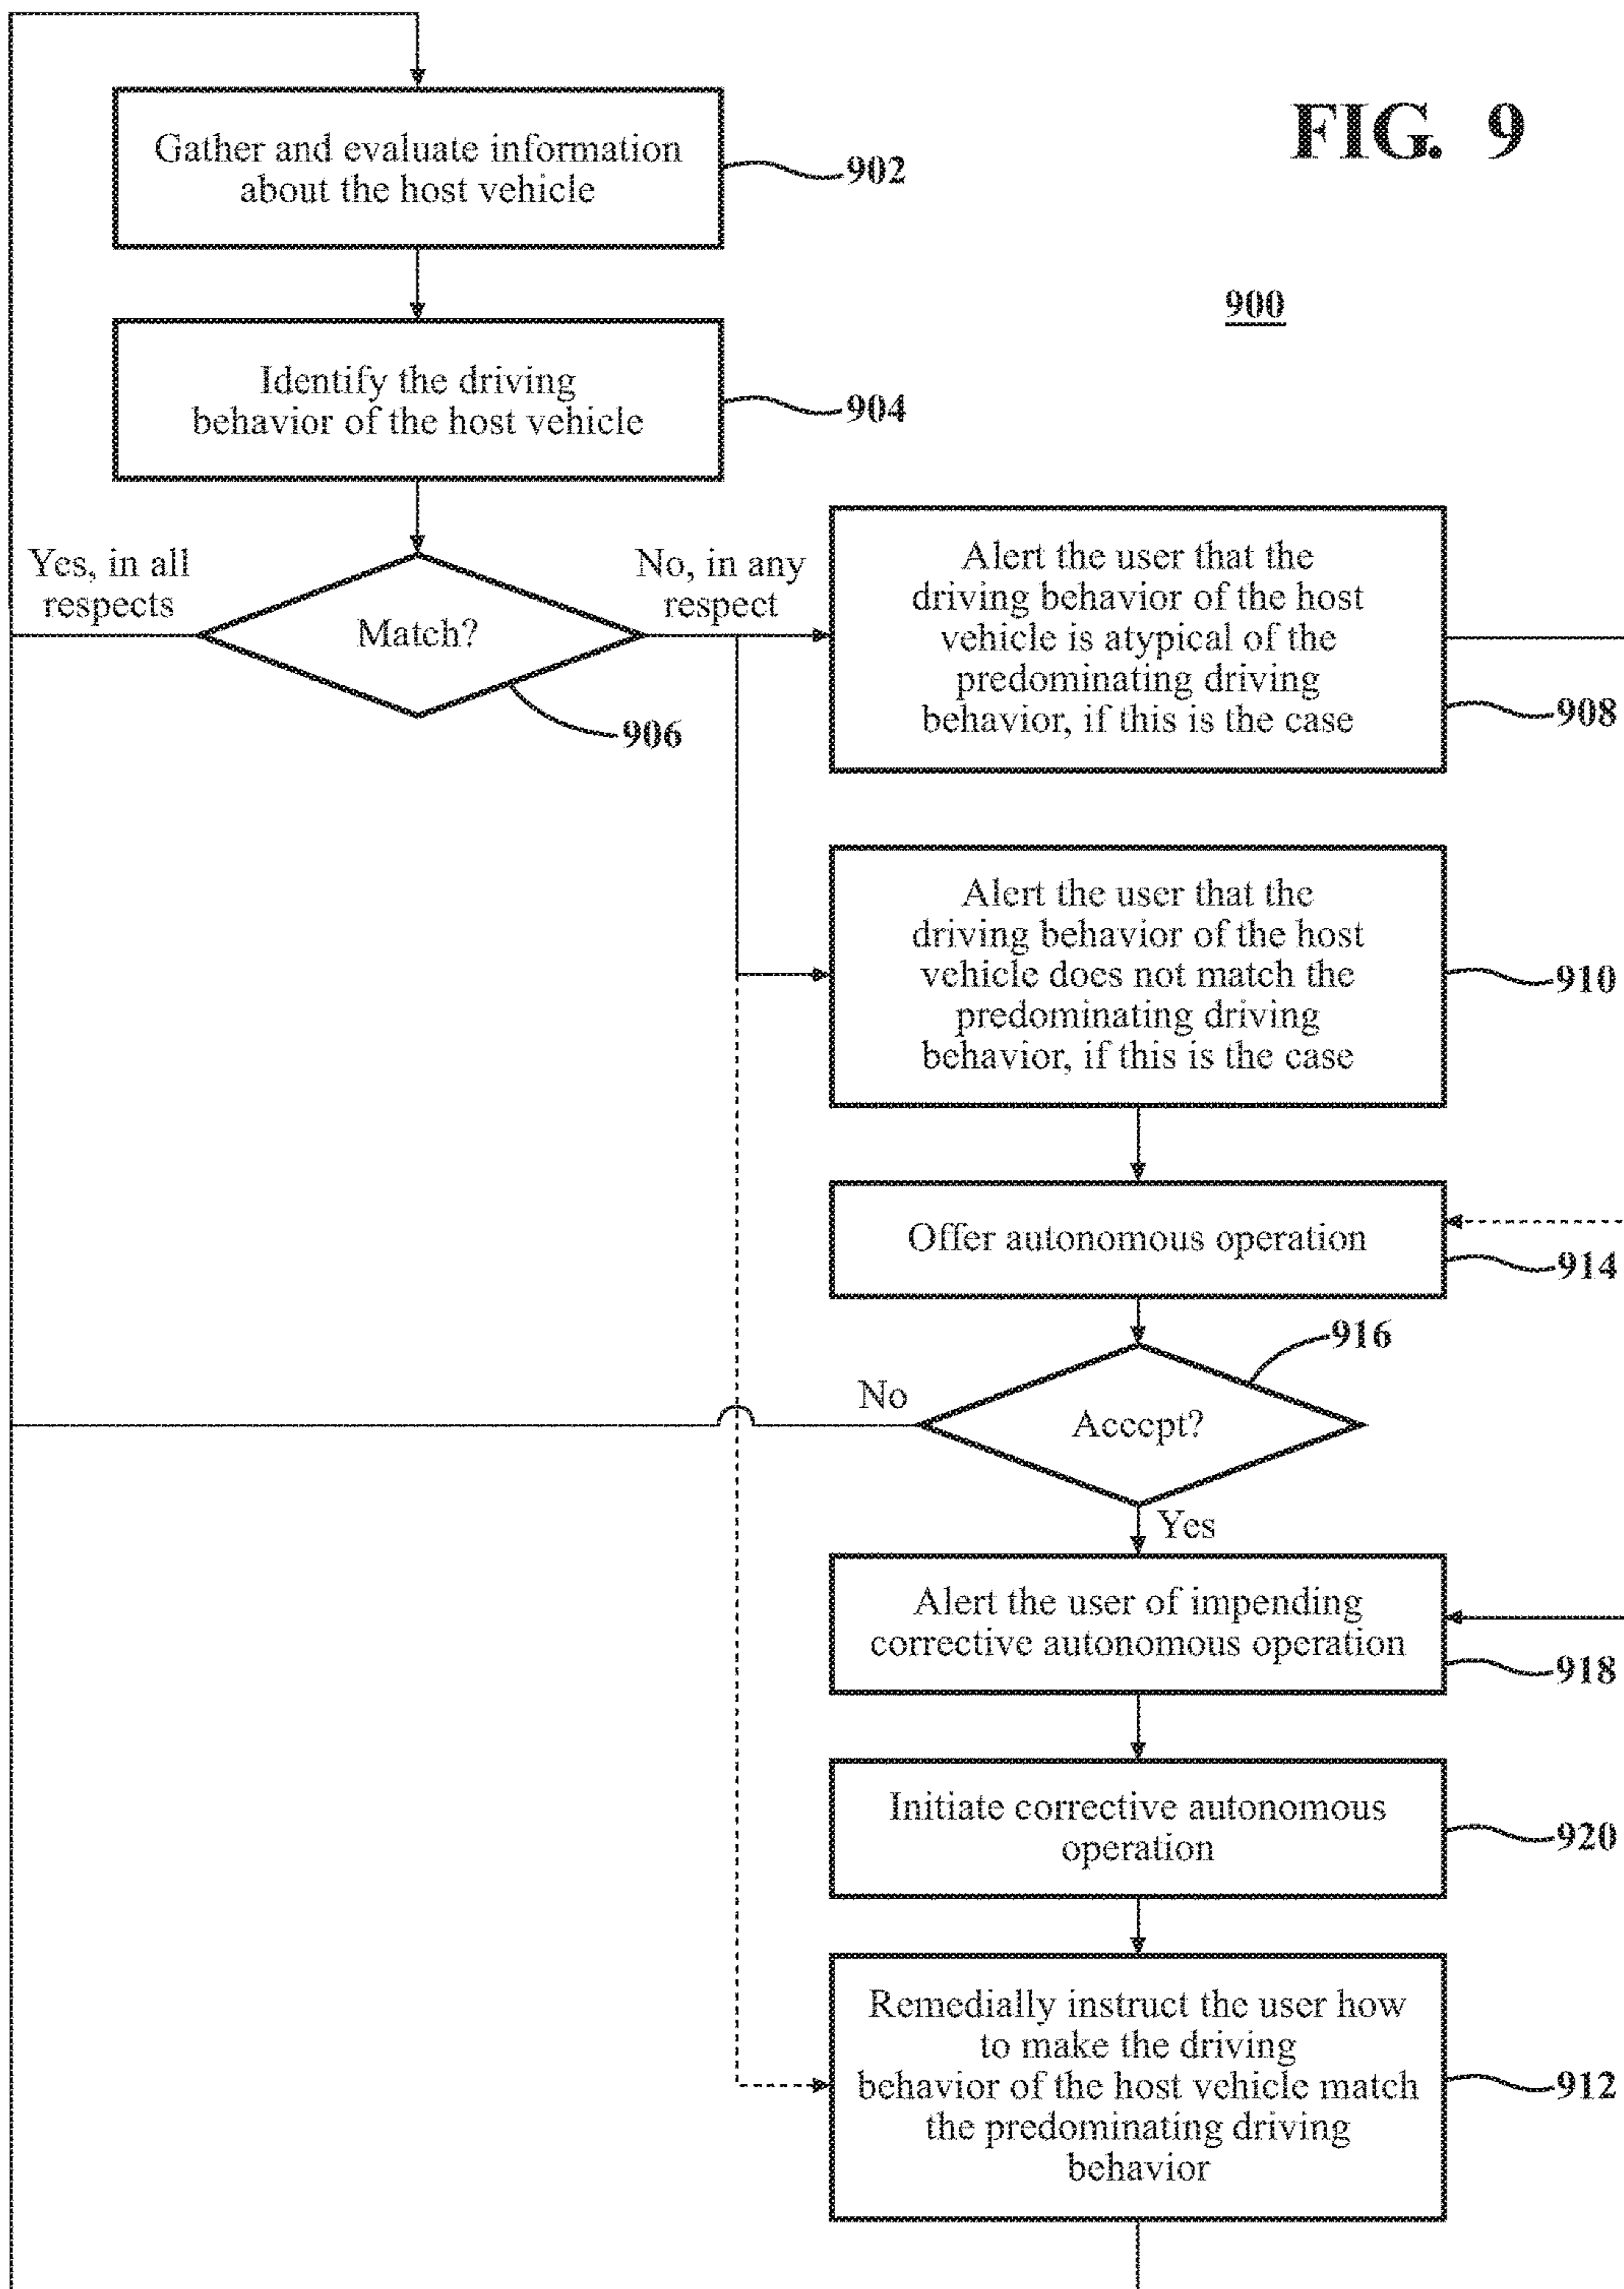 FIG. 9
900
Gather and evaluate information
about the host vehicle
902
Identify the driving
behavior of the host vehicle
904
Yes, in all
respects
Match?
No, in any
respect
906
Alert the user that the
driving behavior of the host
vehicle is atypical of the
predominating driving
behavior, if this is the case
908
Alert the user that the
driving behavior of the host
vehicle does not match the
predominating driving
behavior, if this is the case
910
Offer autonomous operation
914
916
No
Accept?
Yes
Alert the user of impending
corrective autonomous operation
918
Initiate corrective autonomous
operation
920
Remedially instruct the user how
to make the driving
behavior of the host vehicle match
the predominating driving
behavior
912